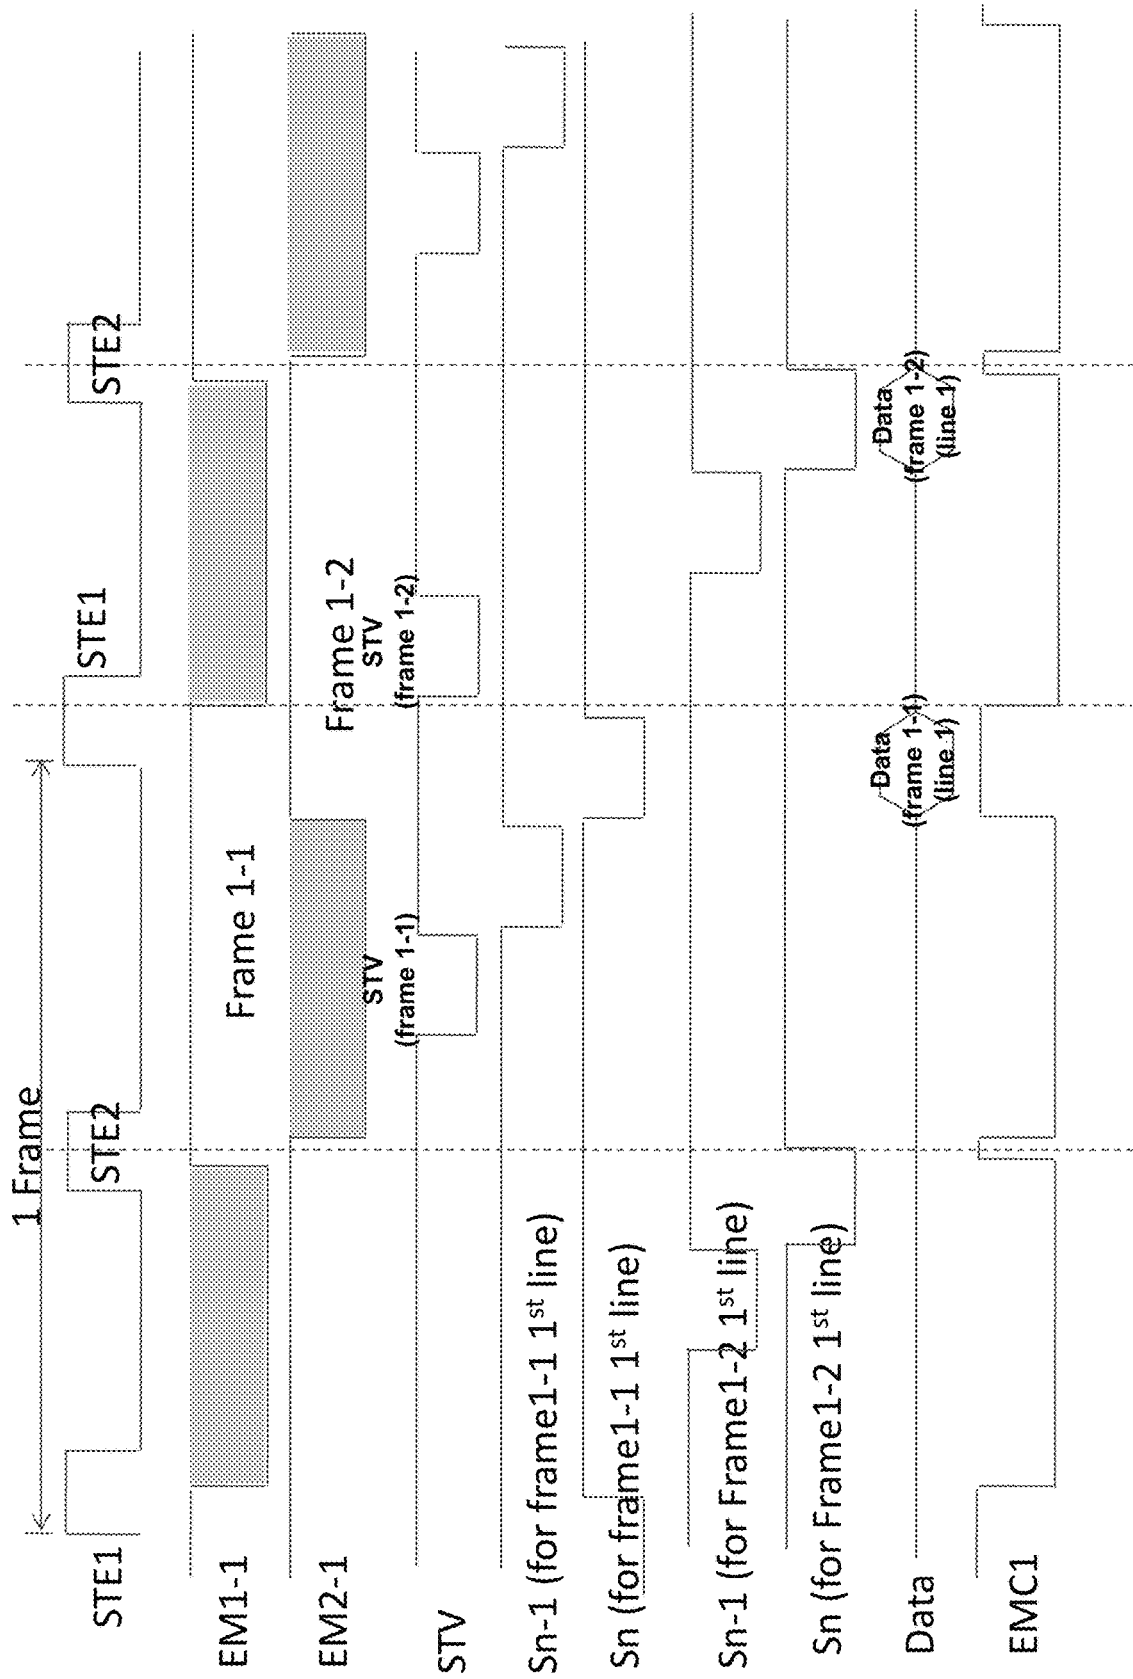 1 Frame
STE1
STE2
STE1
STE2
EM1-1
Frame 1-1
EM2-1
Frame 1-2
STV
STV
(frame 1-1)
STV
(frame 1-2)
Sn-1 (for frame1-1 1st line)
Sn (for frame1-1 1st line)
Sn-1 (for Frame1-2 1st line)
Sn (for Frame1-2 1st line)
Data
Data
(frame 1-1)
(line 1)
Data
(frame 1-2)
(line 1)
EMC1